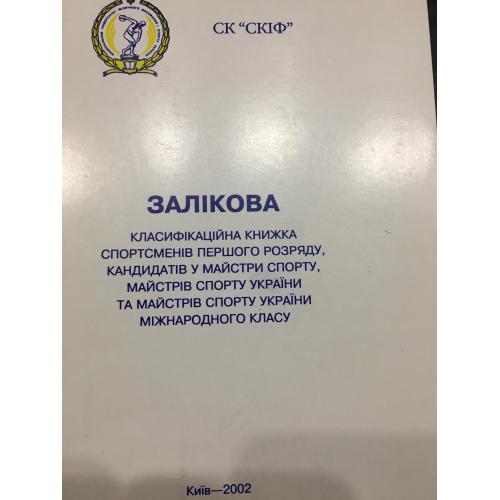 СК “СКІФ”
ЗАЛІКОВА
КЛАСИФІКАЦІЙНА КНИЖКА
СПОРТСМЕНІВ ПЕРШОГО РОЗРЯДУ,
КАНДИДАТІВ У МАЙСТРИ СПОРТУ,
МАЙСТРІВ СПОРТУ УКРАЇНИ
ТА МАЙСТРІВ СПОРТУ УКРАЇНИ
МІЖНАРОДНОГО КЛАСУ
Київ—2002